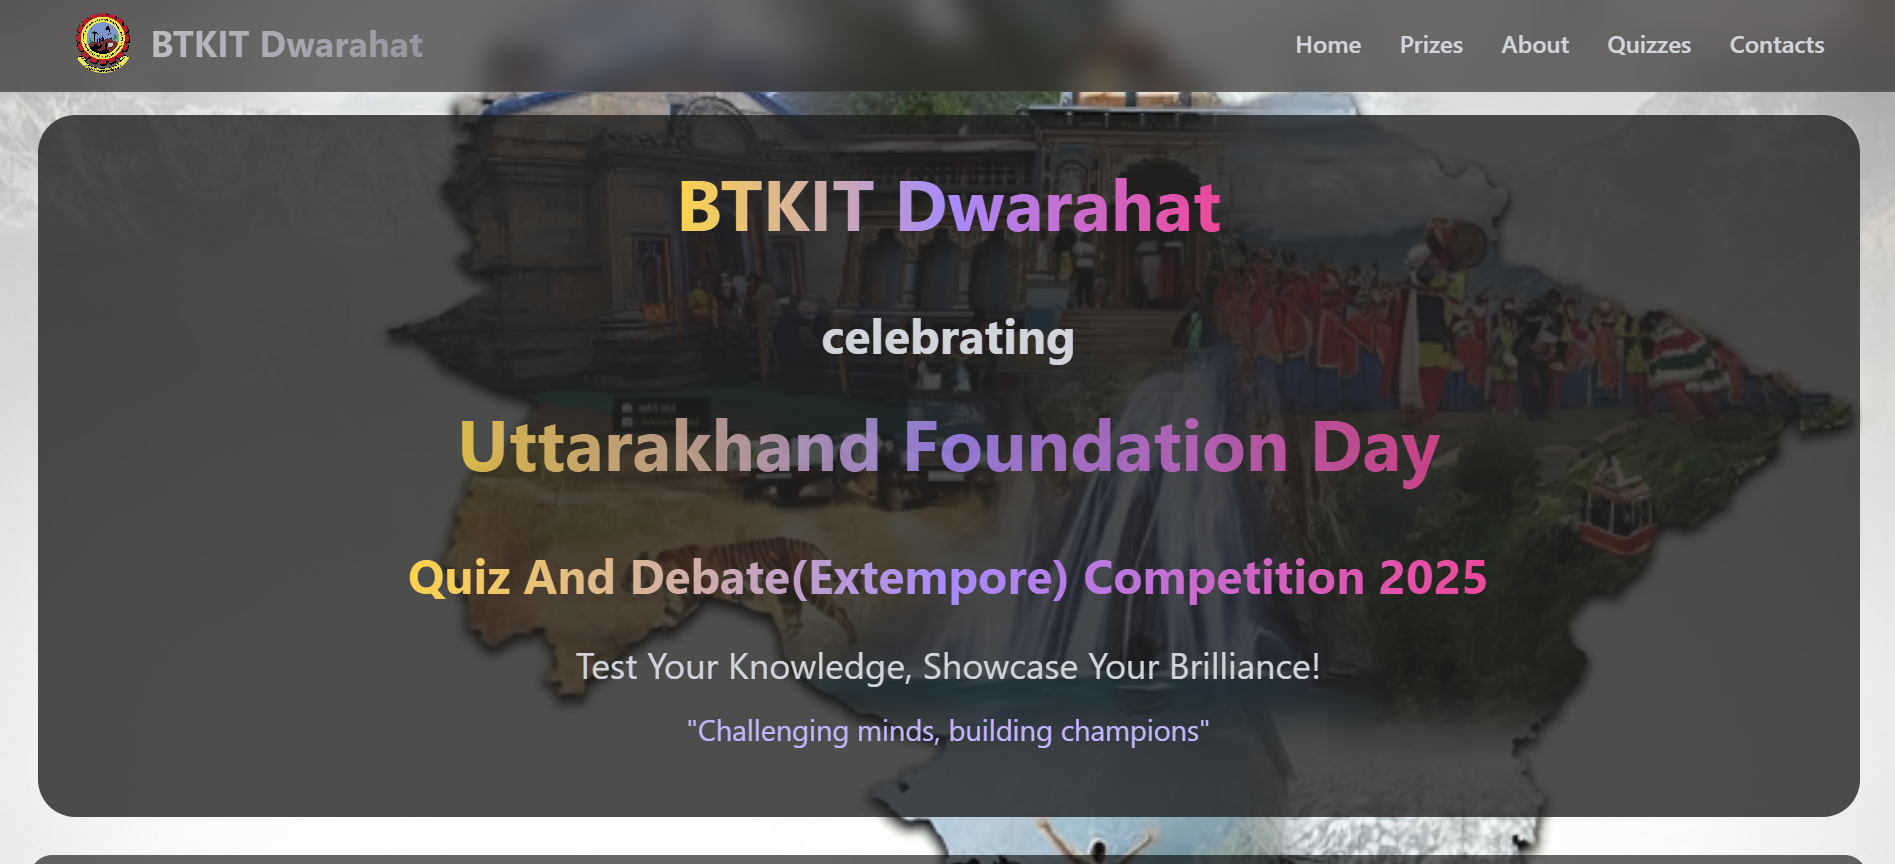 BTKIT Dwarahat
Home Prizes About Quizzes Contacts
BTKIT Dwarahat
celebrating
Uttarakhand Foundation Day
Quiz And Debate(Extempore) Competition 2025
Test Your Knowledge, Showcase Your Brilliance!
"Challenging minds, building champions"